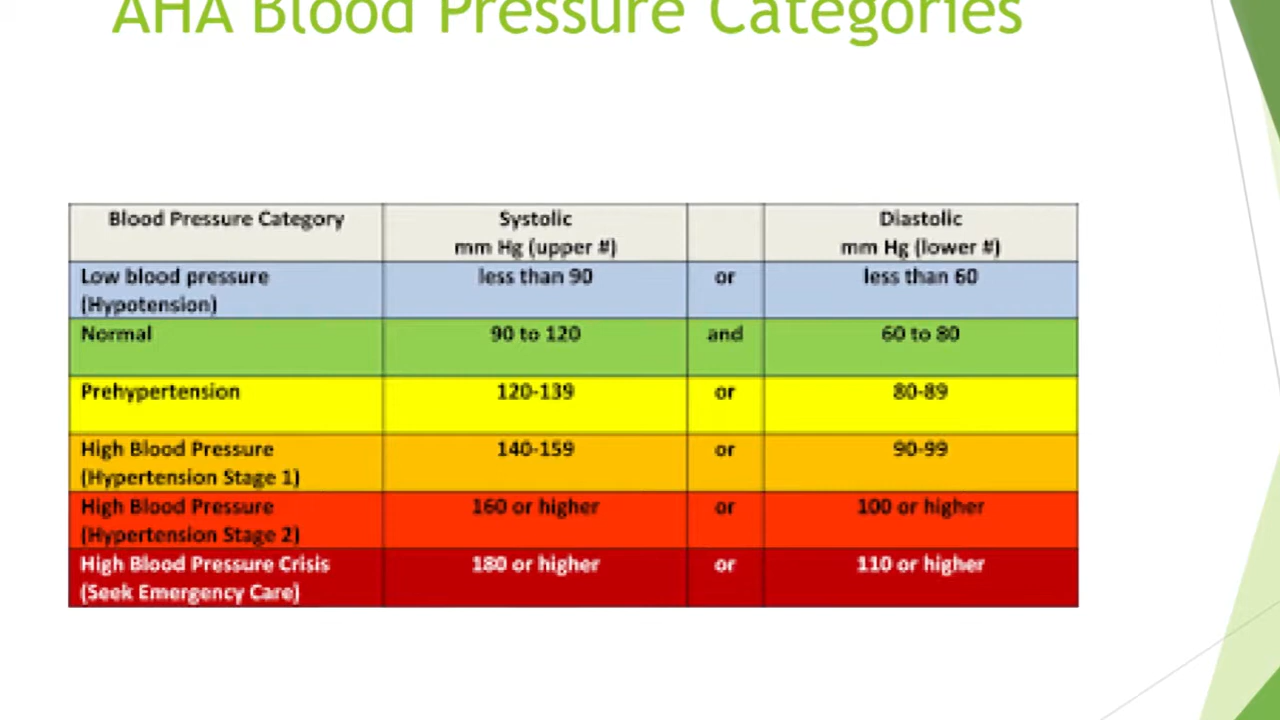 AHA Blood Pressure Categories
Blood Pressure Category Systolic Diastolic
mm Hg (upper #) mm Hg (lower #)
Low blood pressure less than 90 or less than 60
(Hypotension)
Normal 90 to 120 and 60 to 80
Prehypertension 120-139 or 80-89
High Blood Pressure 140-159 or 90-99
(Hypertension Stage 1)
High Blood Pressure 160 or higher or 100 or higher
(Hypertension Stage 2)
High Blood Pressure Crisis 180 or higher or 110 or higher
(Seek Emergency Care)